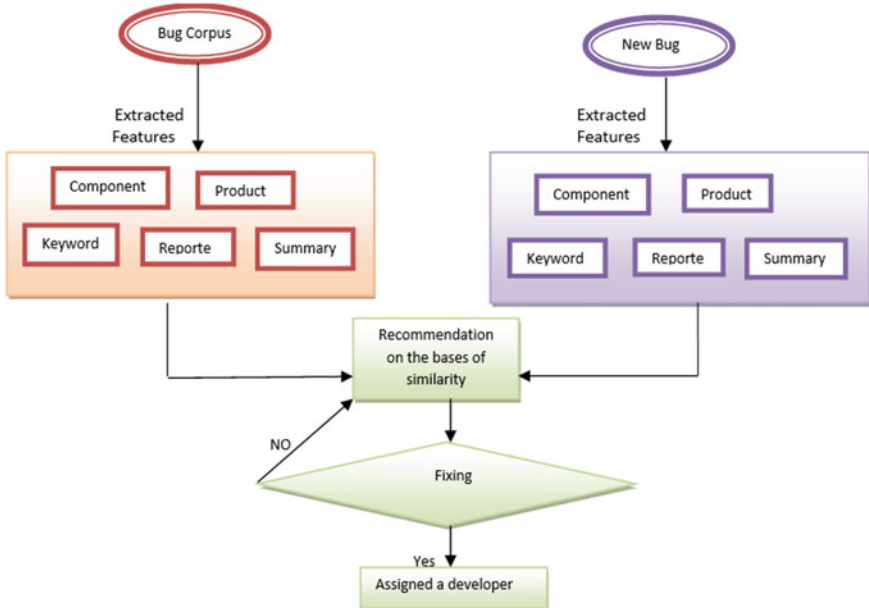 Bug Corpus
New Bug
Extracted
Features
Extracted
Features
Component
Product
Keyword
Reporte
Summary
Component
Product
Keyword
Reporte
Summary
Recommendation
on the bases of
similarity
NO
Fixing
Yes
Assigned a developer